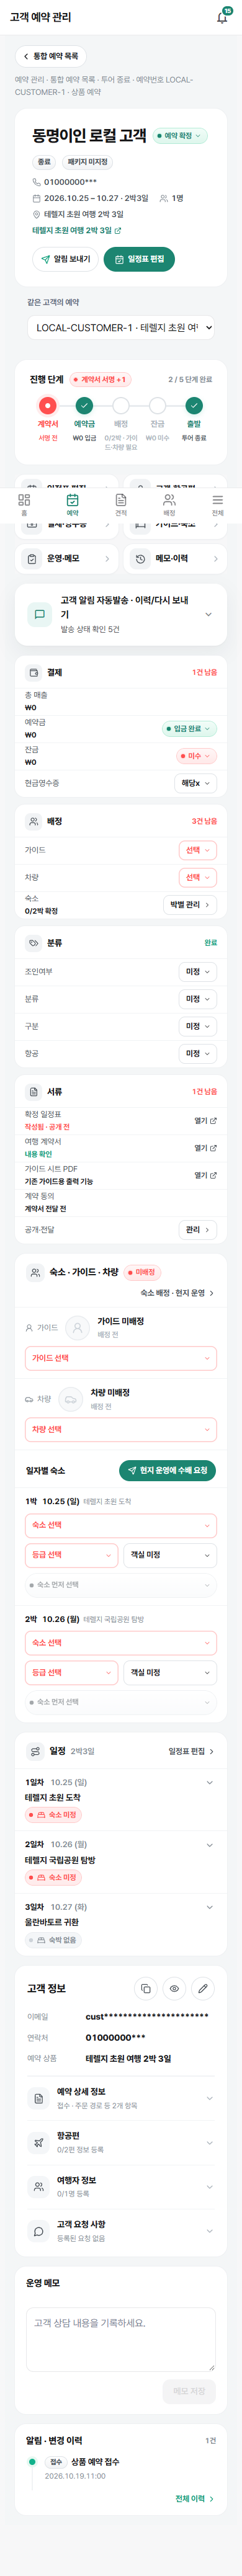 고객 예약 관리
15
통합 예약 목록
예약 관리 · 통합 예약 목록 · 투어 종료 · 예약번호 LOCAL-
CUSTOMER-1 · 상품 예약
동명이인 로컬 고객
예약 확정
종료
패키지 미지정
01000000***
2026.10.25 – 10.27 · 2박3일
1명
테렐지 초원 여행 2박 3일
테렐지 초원 여행 2박 3일
알림 보내기
일정표 편집
같은 고객의 예약
LOCAL-CUSTOMER-1 · 테렐지 초원 여
진행 단계
계약서 서명 +1
2 / 5 단계 완료
계약서
예약금
배정
잔금
출발
서명 전
₩0 입금
0/2박 · 가이
드·차량 필요
₩0 미수
투어 종료
홈
예약
견적
배정
전체
운영·메모
메모·이력
고객 알림 자동발송 · 이력/다시 보내
기
발송 상태 확인 5건
결제
1건 남음
총 매출
₩0
예약금
₩0
입금 완료
잔금
₩0
미수
현금영수증
해당x
배정
3건 남음
가이드
선택
차량
선택
숙소
0/2박 확정
박별 관리
분류
완료
조인여부
미정
분류
미정
구분
미정
항공
미정
서류
1건 남음
확정 일정표
작성됨 · 공개 전
열기
여행 계약서
내용 확인
열기
가이드 시트 PDF
기존 가이드용 출력 기능
열기
계약 동의
계약서 전달 전
공개·전달
관리
숙소 · 가이드 · 차량
미배정
숙소 배정 · 현지 운영
가이드
가이드 미배정
배정 전
가이드 선택
차량
차량 미배정
배정 전
차량 선택
일자별 숙소
현지 운영에 수배 요청
1박 10.25 (일) 테렐지 초원 도착
숙소 선택
등급 선택
객실 미정
숙소 먼저 선택
2박 10.26 (월) 테렐지 국립공원 탐방
숙소 선택
등급 선택
객실 미정
숙소 먼저 선택
일정 2박3일
일정표 편집
1일차 10.25 (일)
테렐지 초원 도착
숙소 미정
2일차 10.26 (월)
테렐지 국립공원 탐방
숙소 미정
3일차 10.27 (화)
울란바토르 귀환
숙박 없음
고객 정보
이메일
cust***********************
연락처
01000000***
예약 상품
테렐지 초원 여행 2박 3일
예약 상세 정보
접수 · 주문 경로 등 2개 항목
항공편
0/2편 정보 등록
여행자 정보
0/1명 등록
고객 요청 사항
등록된 요청 없음
운영 메모
고객 상담 내용을 기록하세요.
메모 저장
알림 · 변경 이력
1건
접수
상품 예약 접수
2026.10.19.11:00
전체 이력